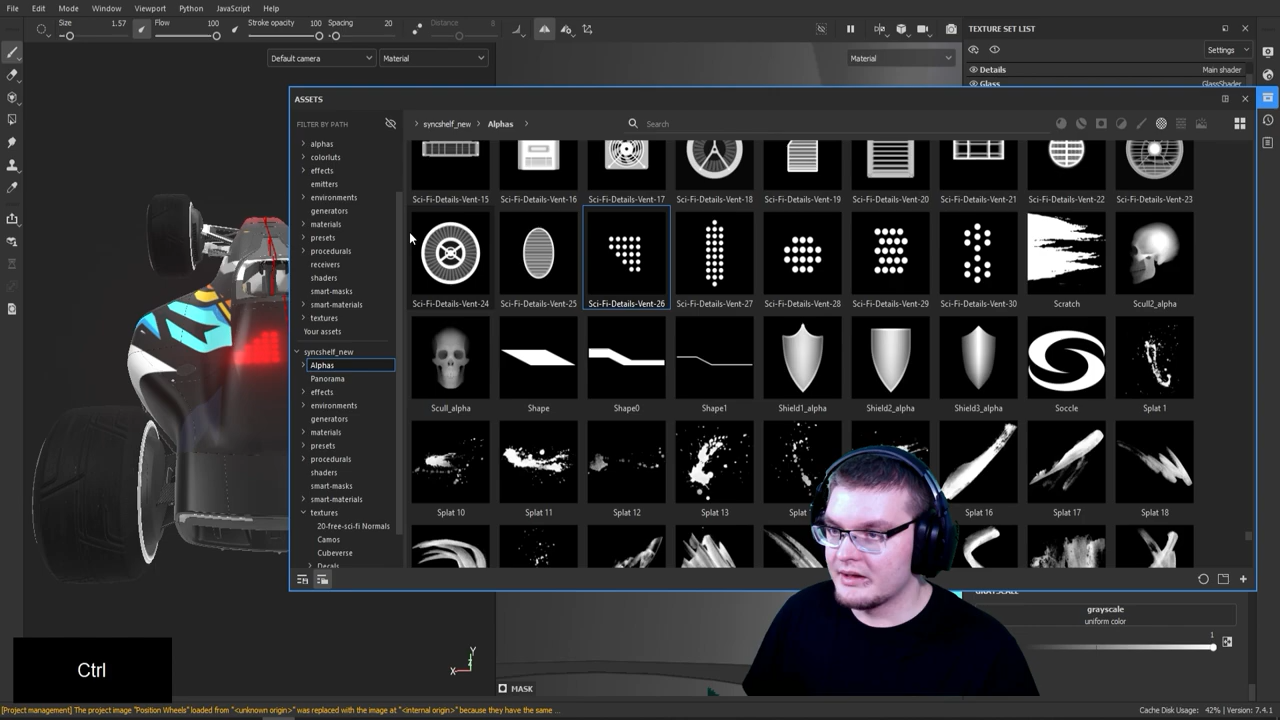 File Edit Mode Window Viewport Python JavaScript Help
Size 1.57 Flow 100 Stroke opacity 100 Spacing 20 Distance 8
TEXTURE SET LIST
Settings
Default camera Material Material
Details Main shader
Glass GlassShader
ASSETS
FILTER BY PATH
syncshelf_new Alphas
Search
alphas
colorluts
effects
emitters
environments
generators
materials
presets
procedurals
receivers
shaders
smart-masks
smart-materials
textures
Your assets
syncshelf_new
Alphas
Panorama
effects
environments
generators
materials
presets
procedurals
shaders
smart-masks
smart-materials
textures
20-free-sci-fi Normals
Camos
Cubeverse
Decals
Sci-Fi-Details-Vent-15 Sci-Fi-Details-Vent-16 Sci-Fi-Details-Vent-17 Sci-Fi-Details-Vent-18 Sci-Fi-Details-Vent-19 Sci-Fi-Details-Vent-20 Sci-Fi-Details-Vent-21 Sci-Fi-Details-Vent-22 Sci-Fi-Details-Vent-23
Sci-Fi-Details-Vent-24 Sci-Fi-Details-Vent-25 Sci-Fi-Details-Vent-26 Sci-Fi-Details-Vent-27 Sci-Fi-Details-Vent-28 Sci-Fi-Details-Vent-29 Sci-Fi-Details-Vent-30 Scratch Scull2_alpha
Scull_alpha Shape Shape0 Shape1 Shield1_alpha Shield2_alpha Shield3_alpha Soccle Splat 1
Splat 10 Splat 11 Splat 12 Splat 13 Splat Splat 16 Splat 17 Splat 18
grayscale
uniform color
1
Y
Z
X
MASK
Ctrl
[Project management] The project image "Position Wheels" loaded from "<unknown origin>" was replaced with the image at "<internal origin>" because they have the same ...
Cache Disk Usage: 42% | Version: 7.4.1